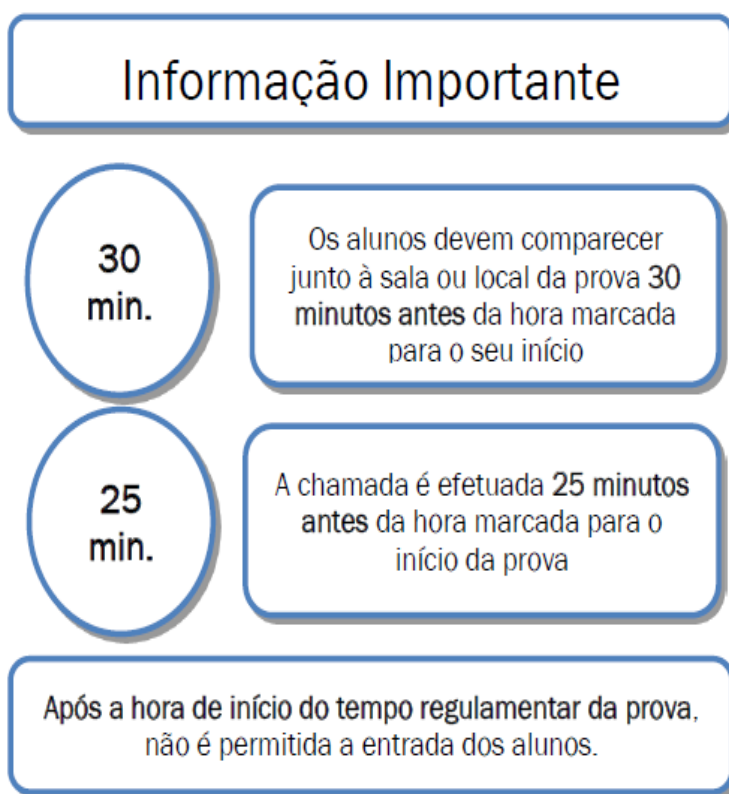 Informação Importante
30
min.
Os alunos devem comparecer
junto à sala ou local da prova 30
minutos antes da hora marcada
para o seu início
25
min.
A chamada é efetuada 25 minutos
antes da hora marcada para o
início da prova
Após a hora de início do tempo regulamentar da prova,
não é permitida a entrada dos alunos.